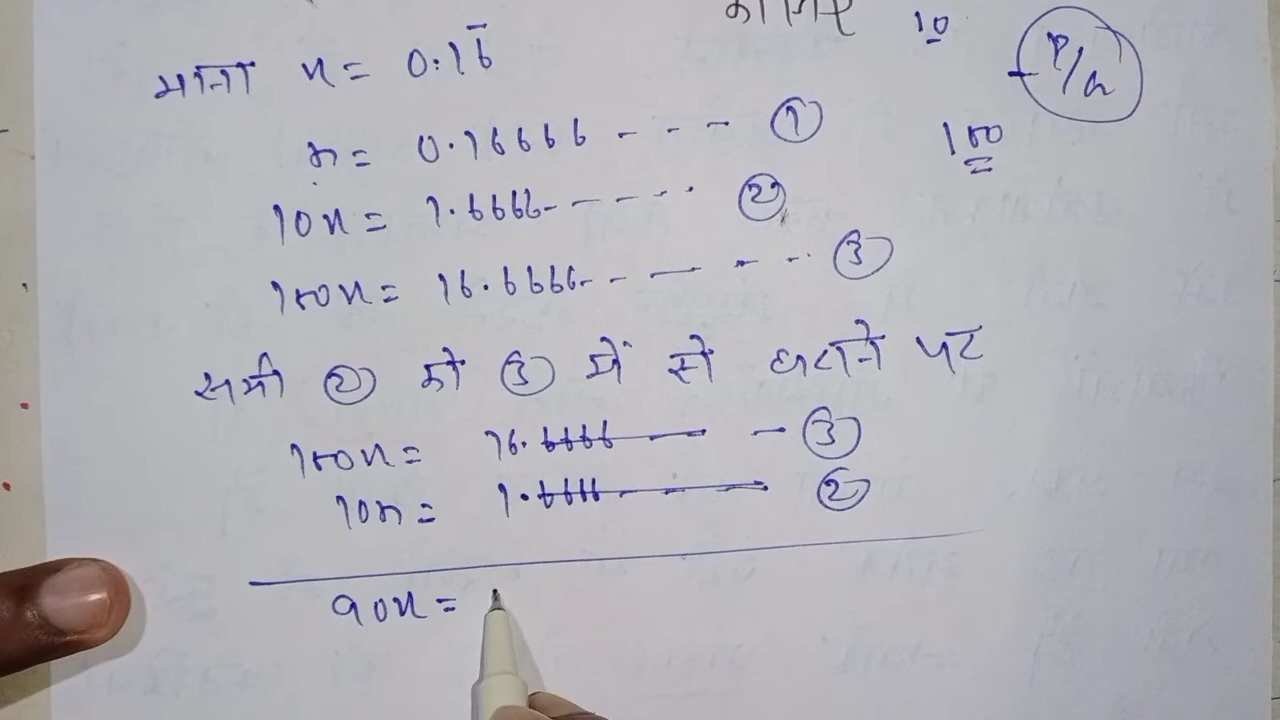 10
P/q
माना x = 0.16̅
x = 0.16666 - - - ①
100
10x = 1.6666- - - - - - ②
100x = 16.6666- - - - - - ③
समी ② को ③ में से घटाने पर
100x = 16.6666 — - ③
10x = 1.6666 - - — ②
90x =